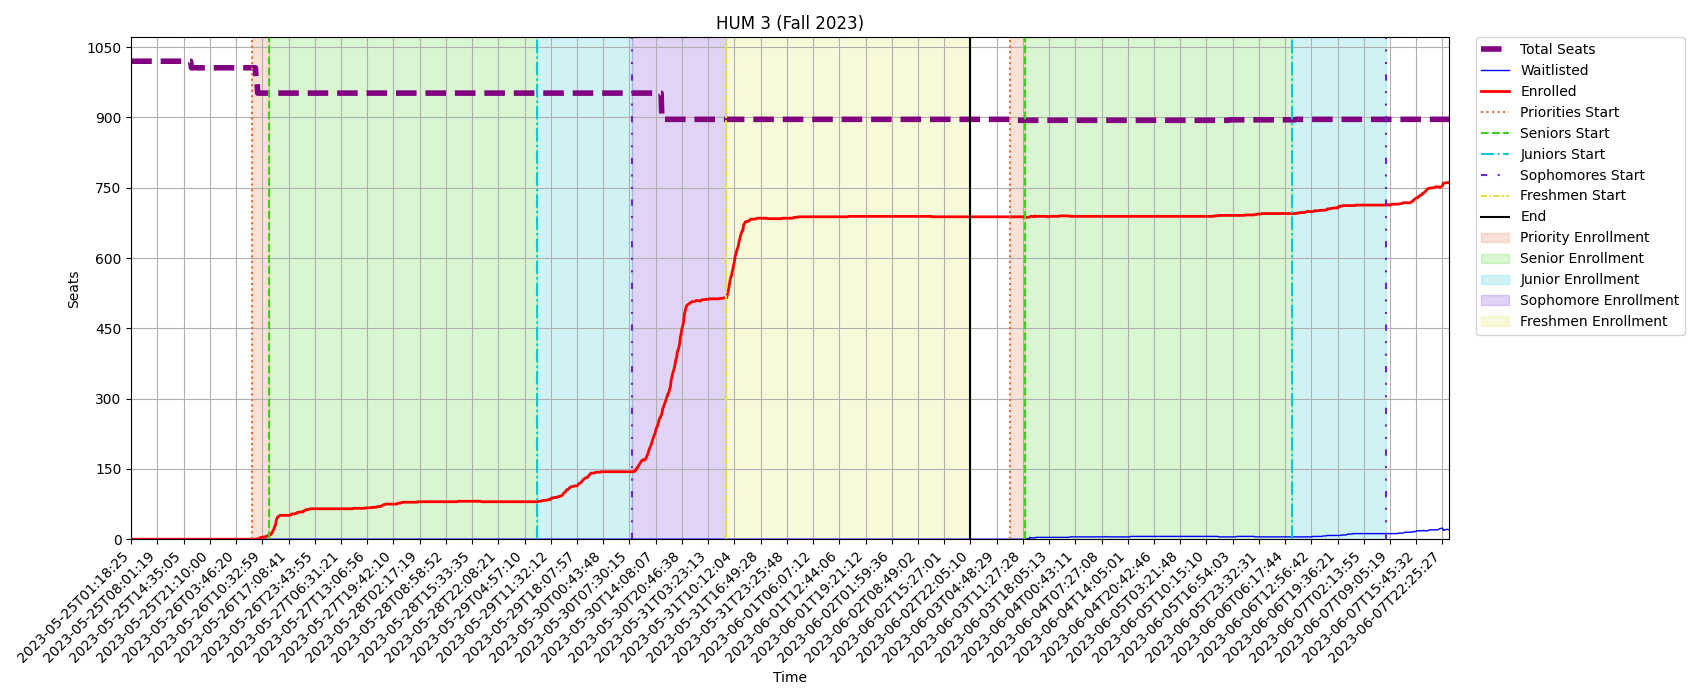 HUM 3 (Fall 2023)
1050
900
750
600
450
300
150
0
Seats
2023-05-25T01:18:25
2023-05-25T08:01:19
2023-05-25T14:35:05
2023-05-25T21:10:00
2023-05-26T03:46:20
2023-05-26T10:32:59
2023-05-26T17:08:41
2023-05-26T23:43:55
2023-05-27T06:31:21
2023-05-27T13:06:56
2023-05-27T19:42:10
2023-05-28T02:17:19
2023-05-28T08:58:52
2023-05-28T15:33:35
2023-05-28T22:08:21
2023-05-29T04:57:10
2023-05-29T11:32:12
2023-05-29T18:07:57
2023-05-30T00:43:48
2023-05-30T07:30:15
2023-05-30T14:08:07
2023-05-30T20:46:38
2023-05-31T03:23:13
2023-05-31T10:12:04
2023-05-31T16:49:28
2023-05-31T23:25:48
2023-06-01T06:07:12
2023-06-01T12:44:06
2023-06-01T19:21:12
2023-06-02T01:59:36
2023-06-02T08:49:02
2023-06-02T15:27:01
2023-06-02T22:05:10
2023-06-03T04:48:29
2023-06-03T11:27:28
2023-06-03T18:05:13
2023-06-04T00:43:11
2023-06-04T07:27:08
2023-06-04T14:05:01
2023-06-04T20:42:46
2023-06-05T03:21:48
2023-06-05T10:15:10
2023-06-05T16:54:03
2023-06-05T23:32:31
2023-06-06T06:17:44
2023-06-06T12:56:42
2023-06-06T19:36:21
2023-06-07T02:13:55
2023-06-07T09:05:19
2023-06-07T15:45:32
2023-06-07T22:25:27
Time
Total Seats
Waitlisted
Enrolled
Priorities Start
Seniors Start
Juniors Start
Sophomores Start
Freshmen Start
End
Priority Enrollment
Senior Enrollment
Junior Enrollment
Sophomore Enrollment
Freshmen Enrollment